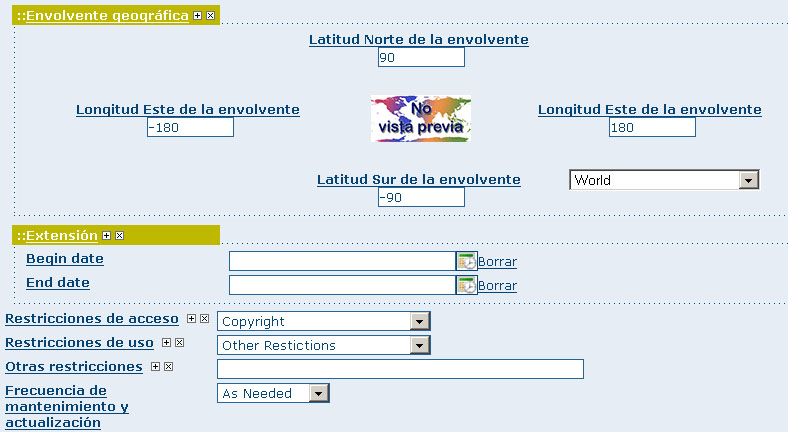 ::Envolvente geográfica
Latitud Norte de la envolvente
90
Longitud Este de la envolvente
-180
No
vista previa
Longitud Este de la envolvente
180
Latitud Sur de la envolvente
-90
World
::Extensión
Begin date
Borrar
End date
Borrar
Restricciones de acceso
Copyright
Restricciones de uso
Other Restictions
Otras restricciones
Frecuencia de
mantenimiento y
actualización
As Needed